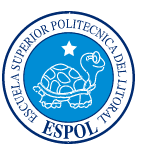 ESCUELA SUPERIOR POLITECNICA DEL LITORAL
ESPOL